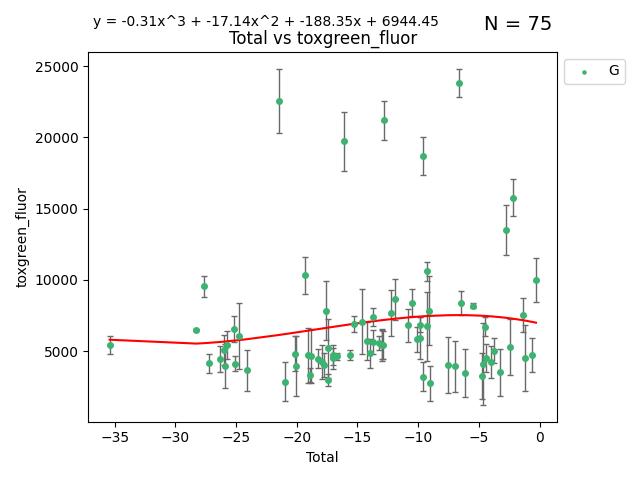 y = -0.31x^3 + -17.14x^2 + -188.35x + 6944.45
N = 75
Total vs toxgreen_fluor
G
25000
20000
15000
10000
5000
toxgreen_fluor
−35
−30
−25
−20
−15
−10
−5
0
Total